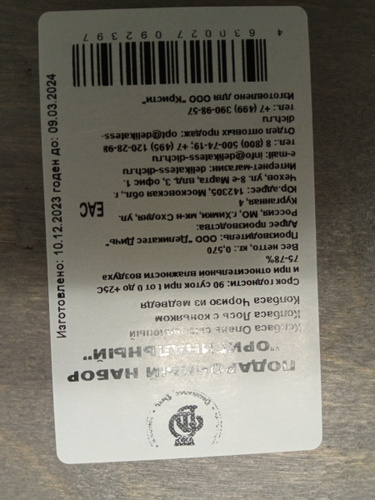 ПОДАРОЧНЫЙ НАБОР
"ОРИГИНАЛЬНЫЙ"
Колбаса Олень
Колбаса Лось с коньяком
Колбаса Чоризо из медведя
Срок годности: 90 суток при t от 0 до +25С
и при относительной влажности воздуха
75-78%
Вес нетто, кг.: 0,570
Производитель: ООО "Деликатес Дичь"
Адрес производства:
Россия, МО, г.Химки, мк-н Сходня, ул.
Курганная, 4
Юр.адрес: 142305, Московская обл., г.
Чехов, ул. 8-е Марта, влд. 3, офис 1.
Интернет-магазин: delikatess-dich.ru
e-mail: info@delikatess-dich.ru
тел.: 8 (800) 500-74-19; +7 (499) 120-28-98
Отдел оптовых продаж: opt@delikatess-
dich.ru
тел.: +7 (499) 390-98-57
Изготовлено для ООО "Кристи"
4 630027 092397
EAC
Изготовлено: 10.12.2023 годен до: 09.03.2024